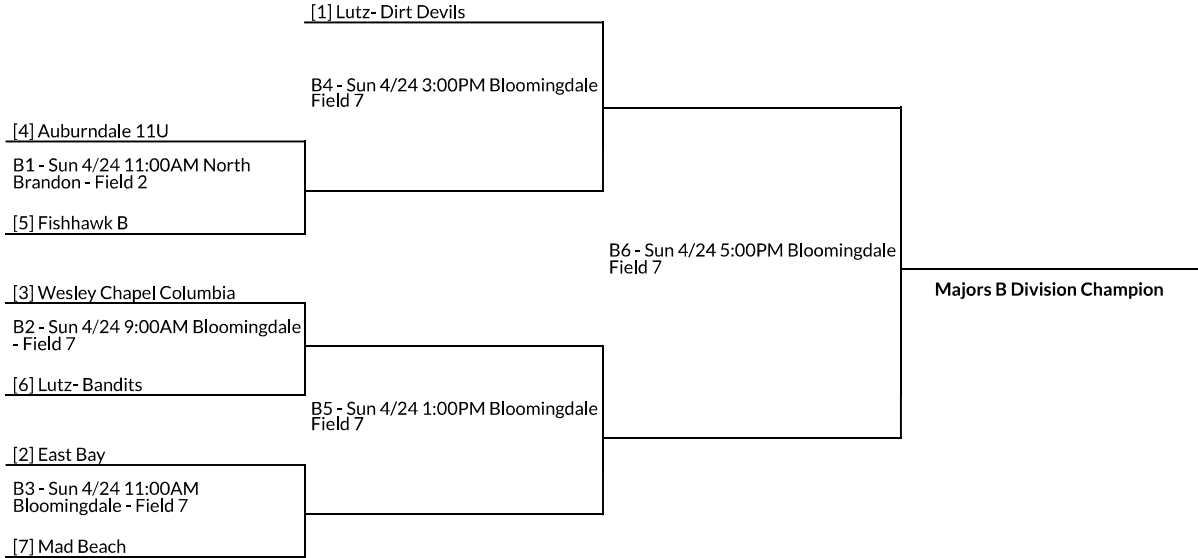 [1] Lutz- Dirt Devils
B4 - Sun 4/24 3:00PM Bloomingdale
Field 7
[4] Auburndale 11U
B1 - Sun 4/24 11:00AM North
Brandon - Field 2
[5] Fishhawk B
B6 - Sun 4/24 5:00PM Bloomingdale
Field 7
Majors B Division Champion
[3] Wesley Chapel Columbia
B2 - Sun 4/24 9:00AM Bloomingdale
- Field 7
[6] Lutz- Bandits
B5 - Sun 4/24 1:00PM Bloomingdale
Field 7
[2] East Bay
B3 - Sun 4/24 11:00AM
Bloomingdale - Field 7
[7] Mad Beach